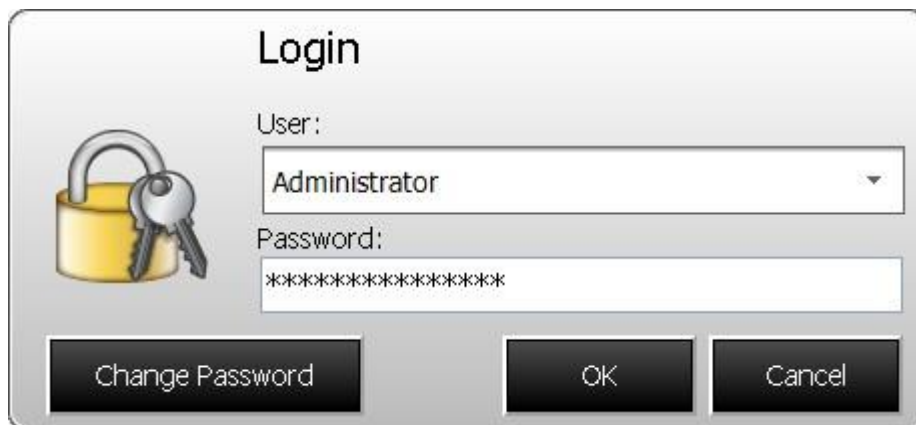 Login
User:
Administrator
Password:
***************
Change Password
OK
Cancel